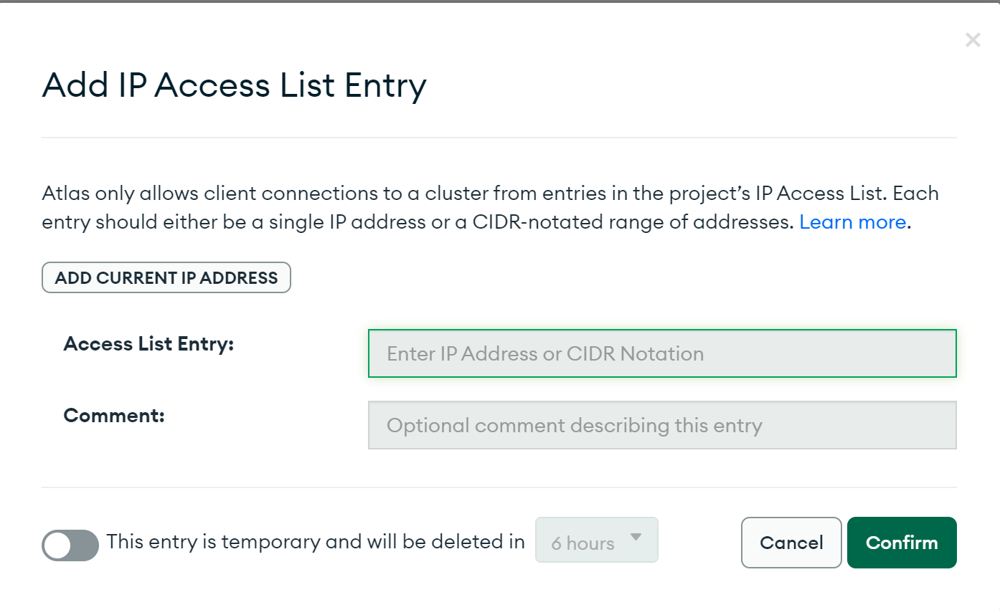 Add IP Access List Entry
Atlas only allows client connections to a cluster from entries in the project’s IP Access List. Each
entry should either be a single IP address or a CIDR-notated range of addresses. Learn more.
ADD CURRENT IP ADDRESS
Access List Entry:
Enter IP Address or CIDR Notation
Comment:
Optional comment describing this entry
This entry is temporary and will be deleted in
6 hours
Cancel
Confirm